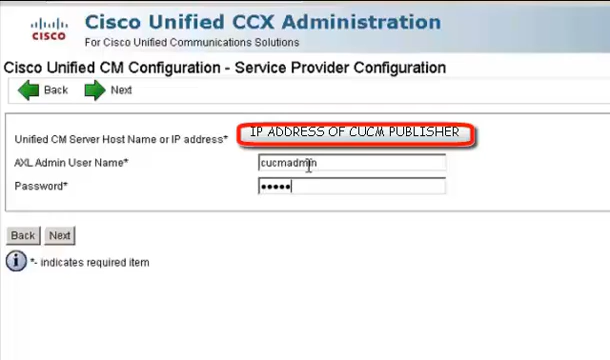 Cisco Unified CCX Administration
CISCO
For Cisco Unified Communications Solutions
Cisco Unified CM Configuration - Service Provider Configuration
Back Next
Unified CM Server Host Name or IP address* IP ADDRESS OF CUCM PUBLISHER
AXL Admin User Name* cucmadmin
Password* •••••
Back Next
*- indicates required item